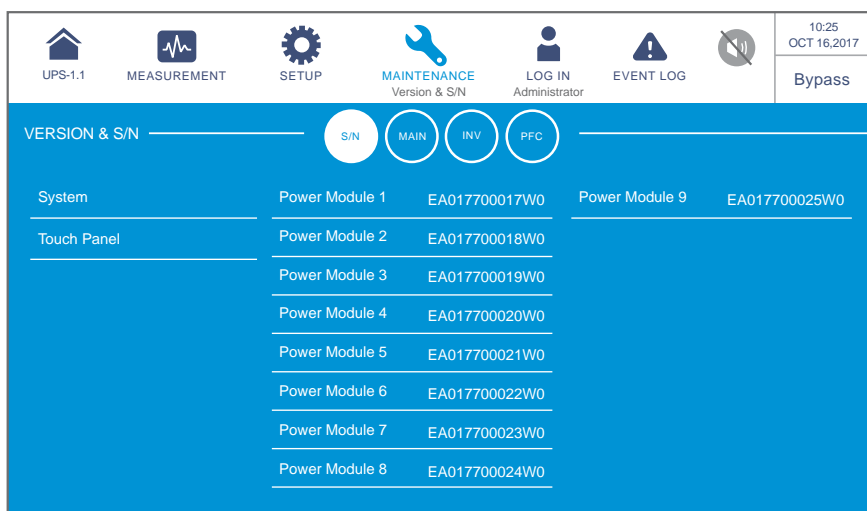 10:25
OCT 16,2017
UPS-1.1 MEASUREMENT SETUP MAINTENANCE LOG IN EVENT LOG
Version & S/N Administrator
Bypass
VERSION & S/N S/N MAIN INV PFC
System Power Module 1 EA017700017W0 Power Module 9 EA017700025W0
Touch Panel Power Module 2 EA017700018W0
Power Module 3 EA017700019W0
Power Module 4 EA017700020W0
Power Module 5 EA017700021W0
Power Module 6 EA017700022W0
Power Module 7 EA017700023W0
Power Module 8 EA017700024W0